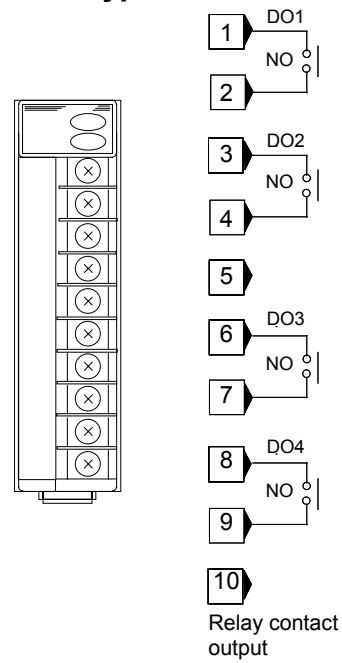 1
DO1
NO
2
3
DO2
NO
4
5
6
DO3
NO
7
8
DO4
NO
9
10
Relay contact
output